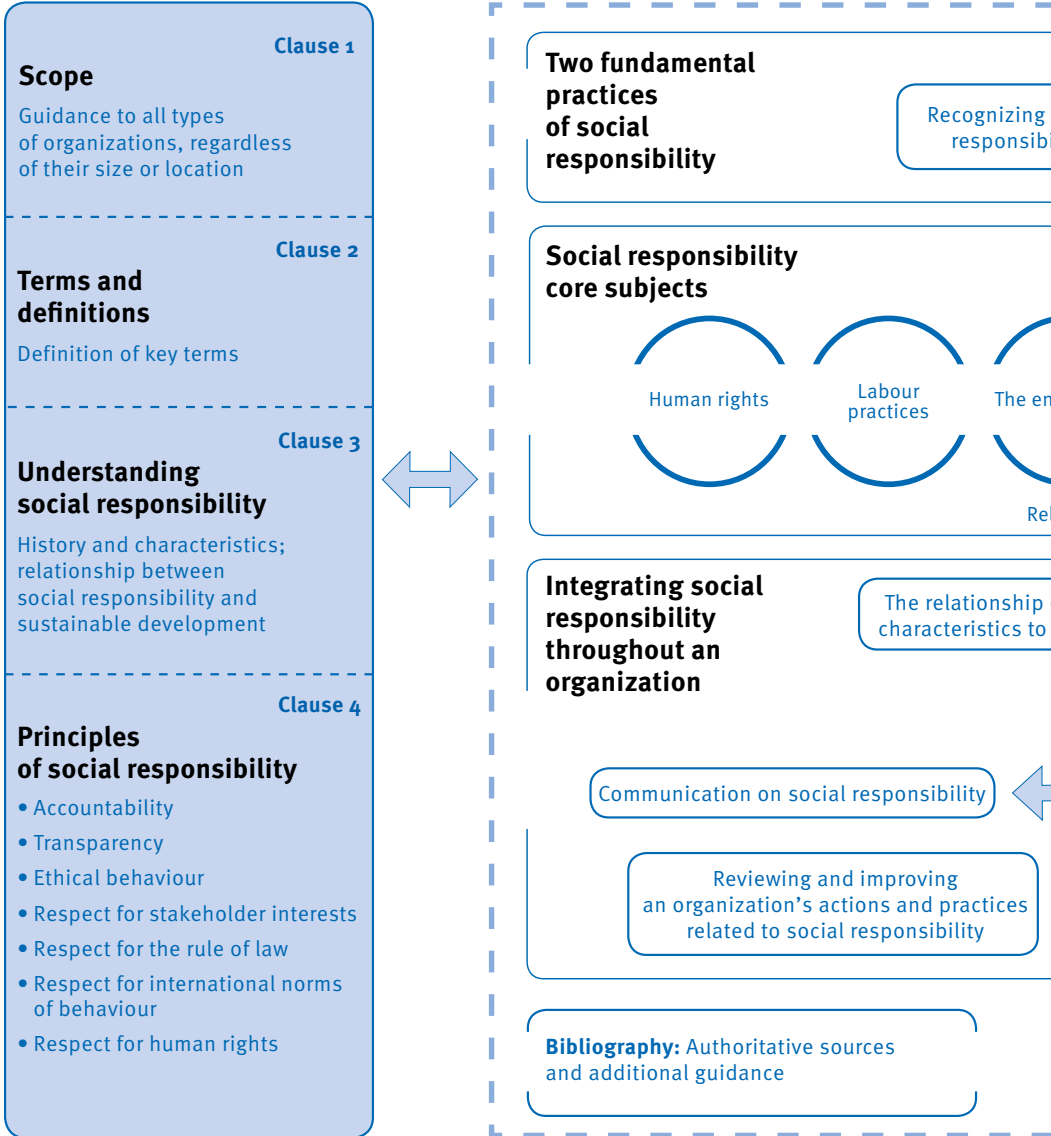 Clause 1
Scope
Guidance to all types
of organizations, regardless
of their size or location
Clause 2
Terms and
definitions
Definition of key terms
Clause 3
Understanding
social responsibility
History and characteristics;
relationship between
social responsibility and
sustainable development
Clause 4
Principles
of social responsibility
• Accountability
• Transparency
• Ethical behaviour
• Respect for stakeholder interests
• Respect for the rule of law
• Respect for international norms
of behaviour
• Respect for human rights
Two fundamental
practices
of social
responsibility
Recognizing
Social responsibility
core subjects
Human rights
Labour
practices
The
Integrating social
responsibility
throughout an
organization
The relationship
characteristics to
Communication on social responsibility
Reviewing and improving
an organization’s actions and practices
related to social responsibility
Bibliography: Authoritative sources
and additional guidance